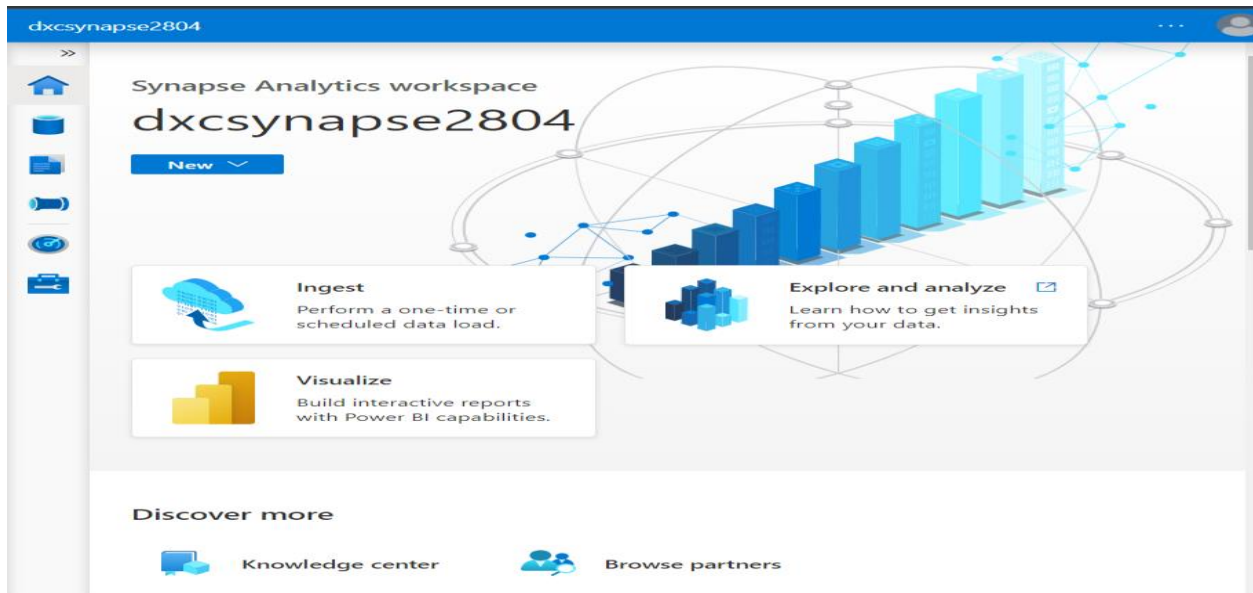 dxcsynapse2804
Synapse Analytics workspace
dxcsynapse2804
New
Ingest
Perform a one-time or
scheduled data load.
Explore and analyze
Learn how to get insights
from your data.
Visualize
Build interactive reports
with Power BI capabilities.
Discover more
Knowledge center
Browse partners